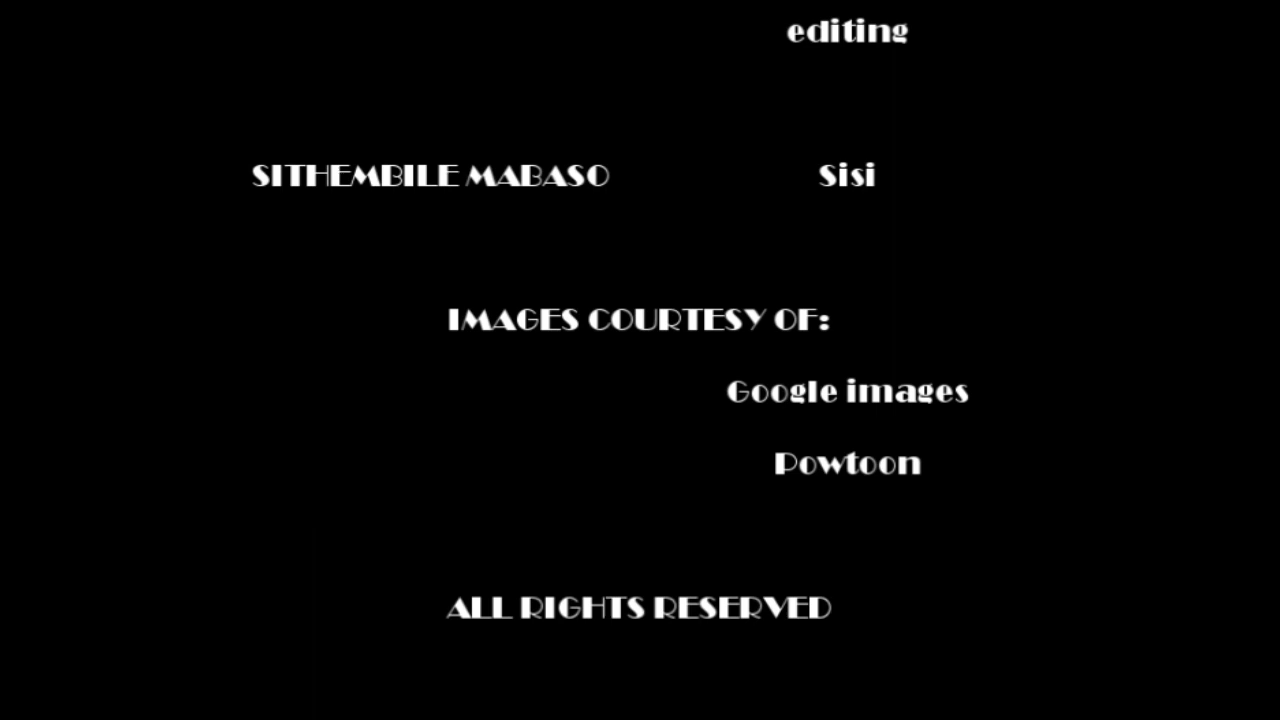 editing
SITHEMBILE MABASO Sisi
IMAGES COURTESY OF:
Google images
Powtoon
ALL RIGHTS RESERVED